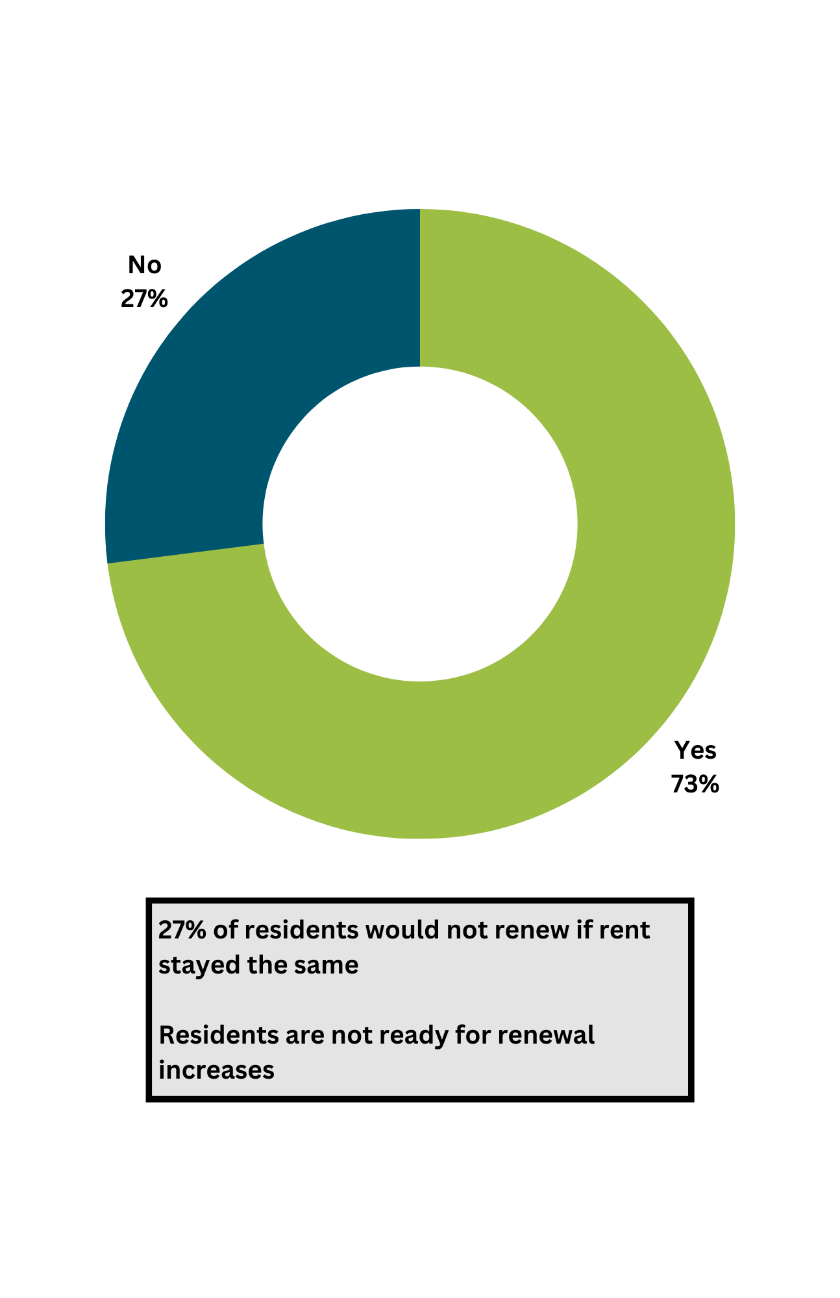 No
27%
Yes
73%
27% of residents would not renew if rent
stayed the same
Residents are not ready for renewal
increases